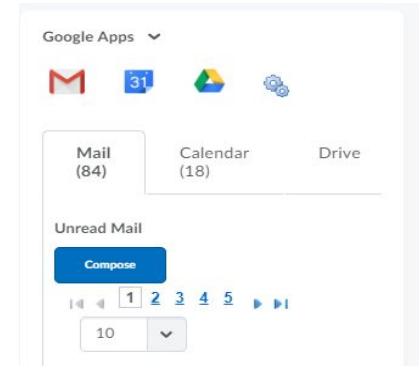 Google Apps
31
Mail Calendar Drive
(84) (18)
Unread Mail
Compose
1 2 3 4 5
10